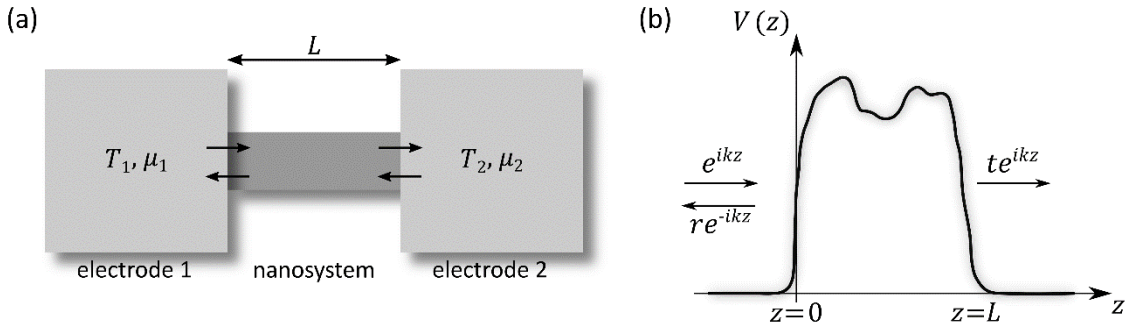 (a)
L
T₁, μ₁
T₂, μ₂
electrode 1
nanosystem
electrode 2
(b)
V(z)
e^{ikz}
re^{-ikz}
te^{ikz}
z=0
z=L
z